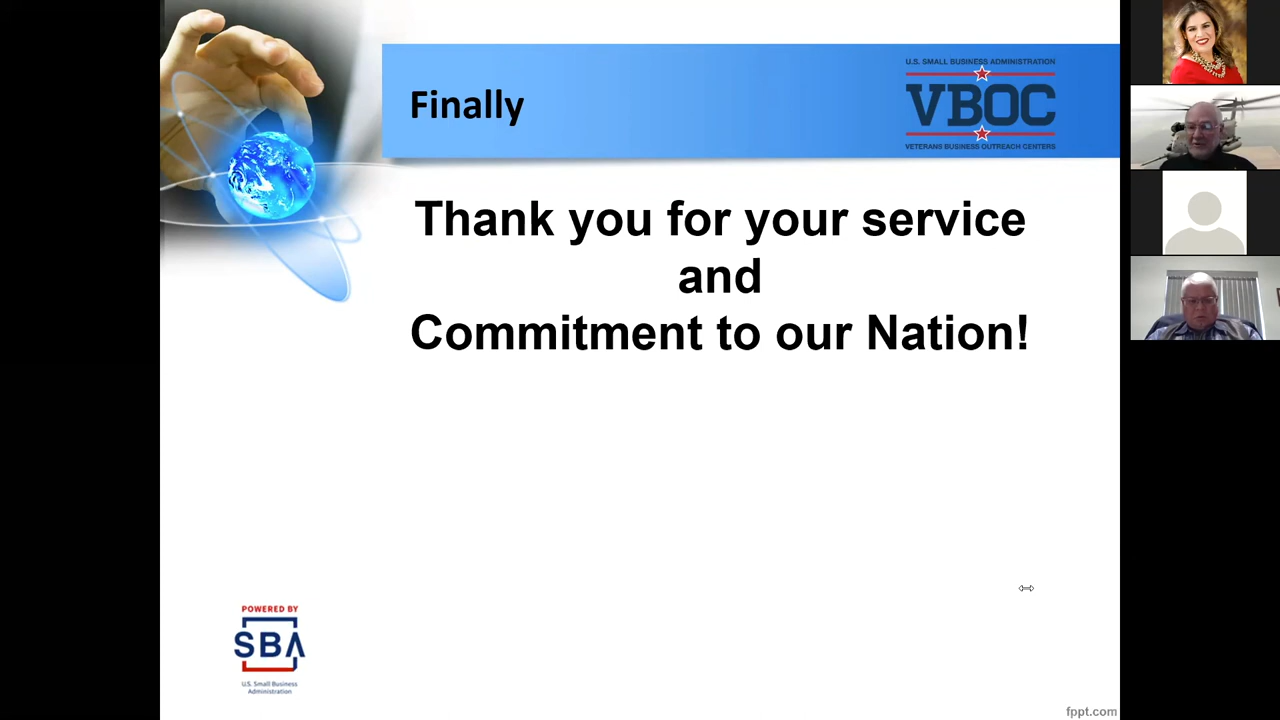 Finally
U.S. SMALL BUSINESS ADMINISTRATION
VBOC
VETERANS BUSINESS OUTREACH CENTERS
Thank you for your service
and
Commitment to our Nation!
POWERED BY
SBA
U.S. Small Business
Administration
fppt.com